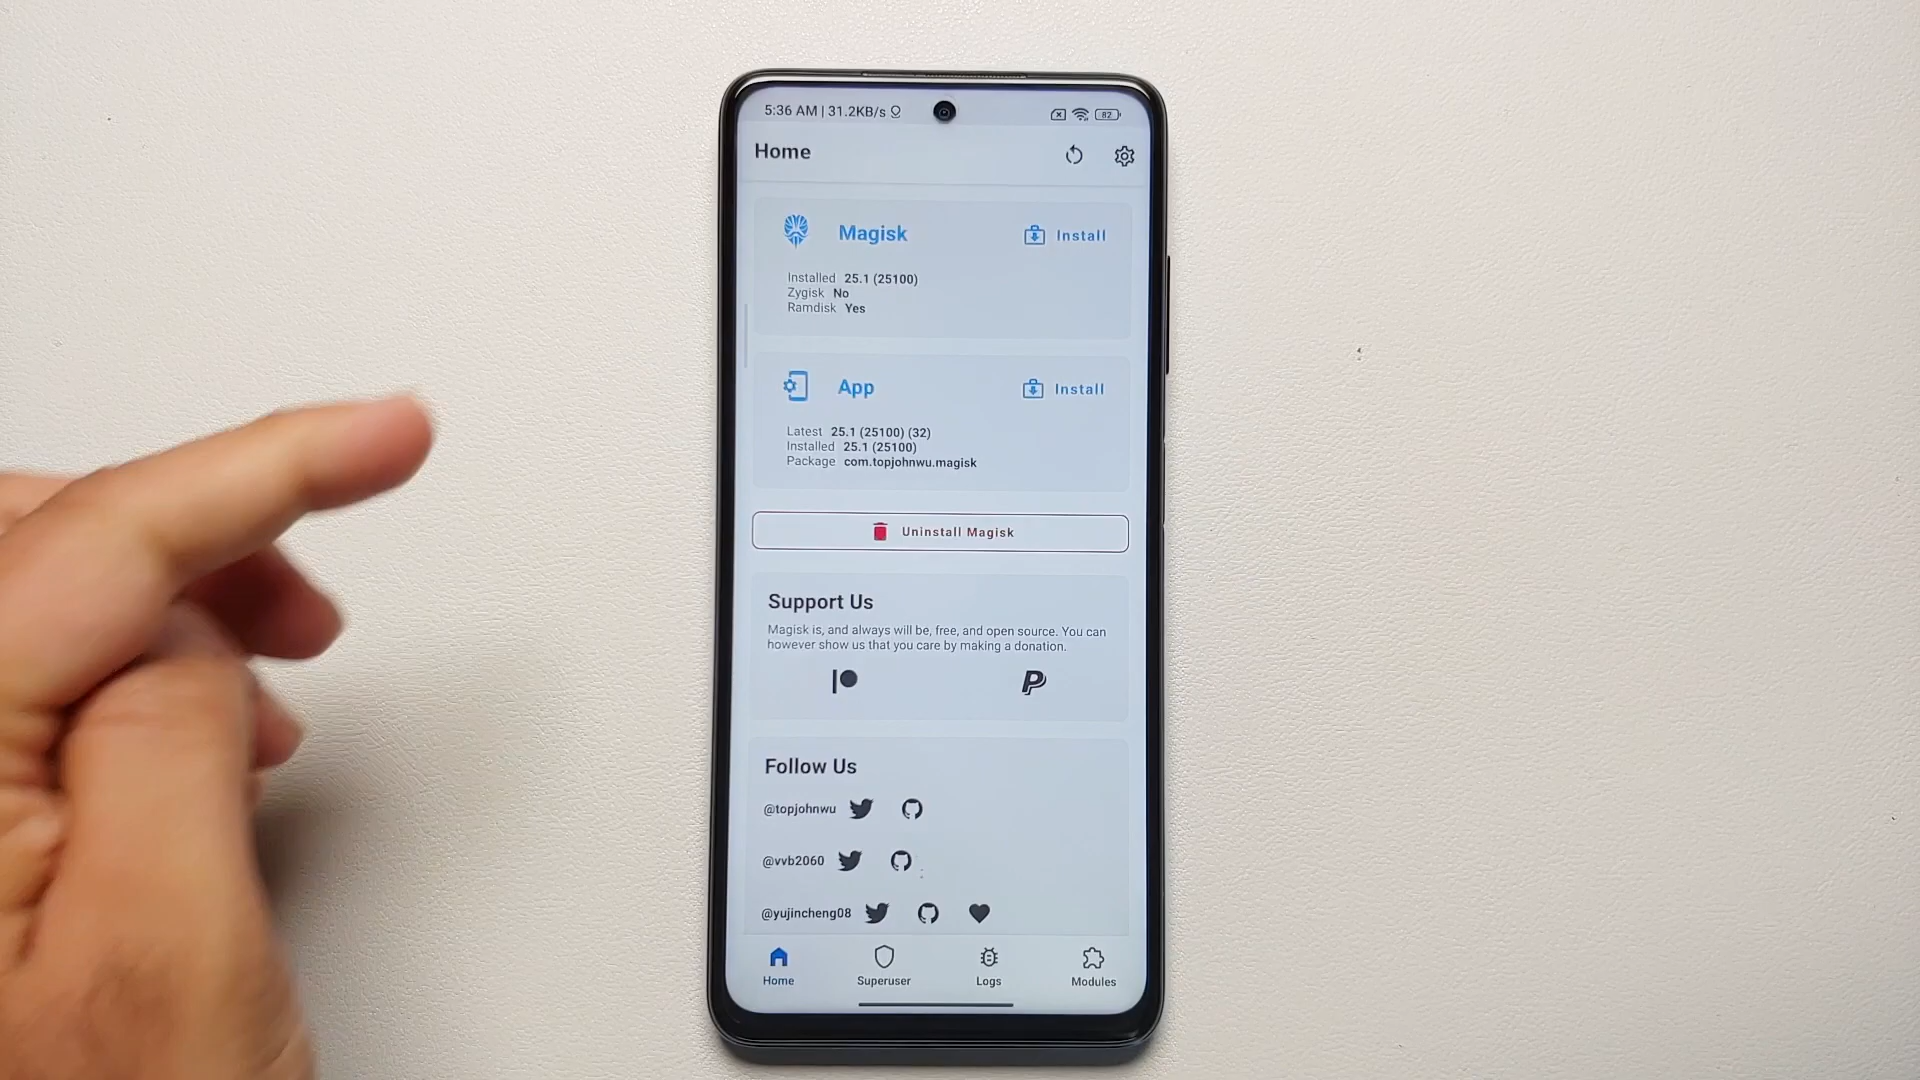 5:36 AM | 31.2KB/s
82
Home
Magisk
Install
Installed 25.1 (25100)
Zygisk No
Ramdisk Yes
App
Install
Latest 25.1 (25100) (32)
Installed 25.1 (25100)
Package com.topjohnwu.magisk
Uninstall Magisk
Support Us
Magisk is, and always will be, free, and open source. You can
however show us that you care by making a donation.
Follow Us
@topjohnwu
@vvb2060
@yujincheng08
Home
Superuser
Logs
Modules